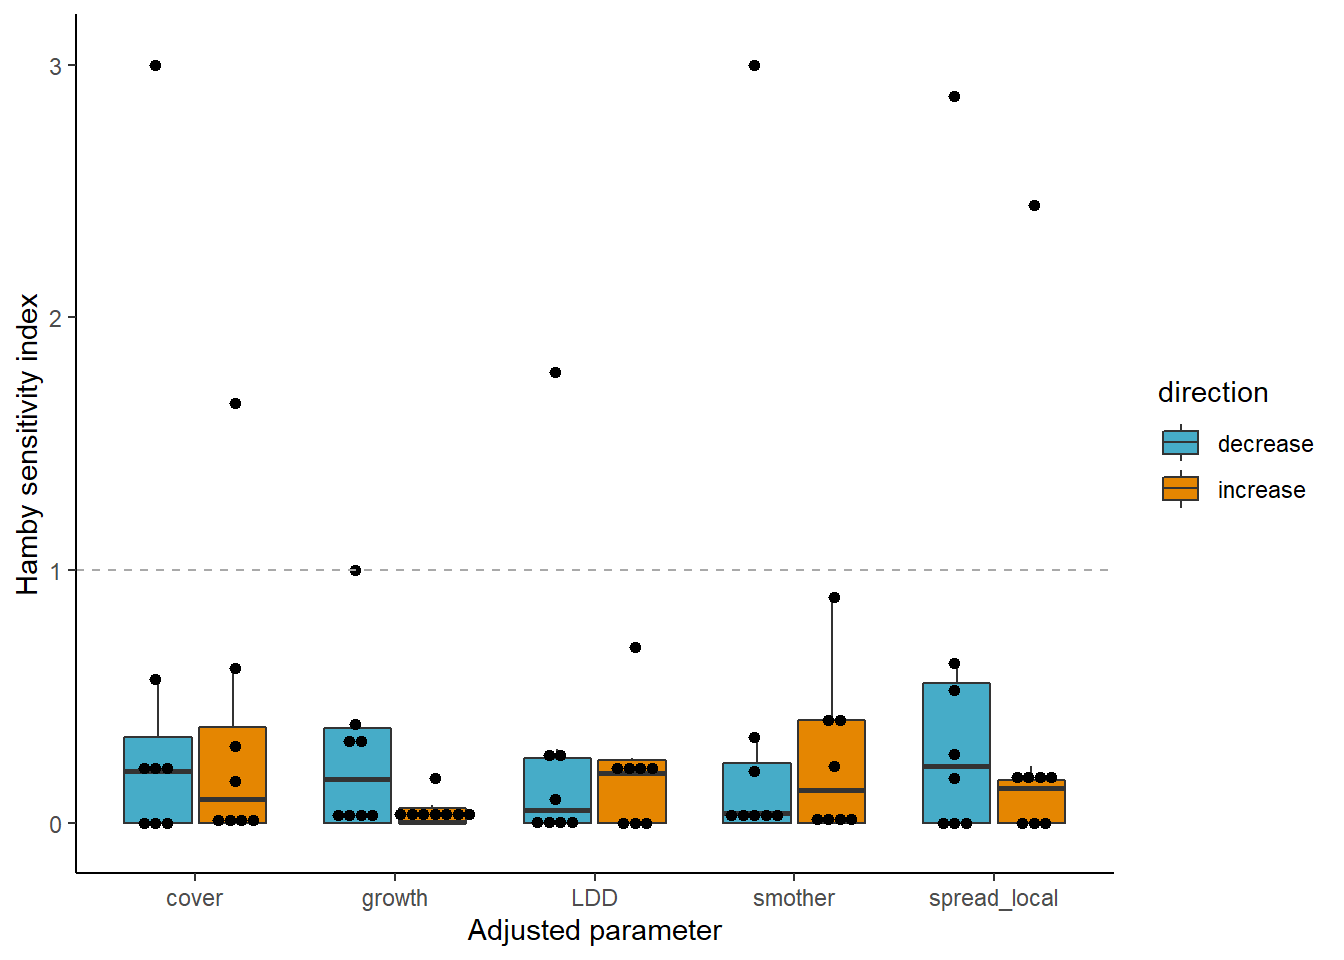 3
2
1
0
Hamby sensitivity index
cover growth LDD smother spread_local
Adjusted parameter
direction
decrease
increase